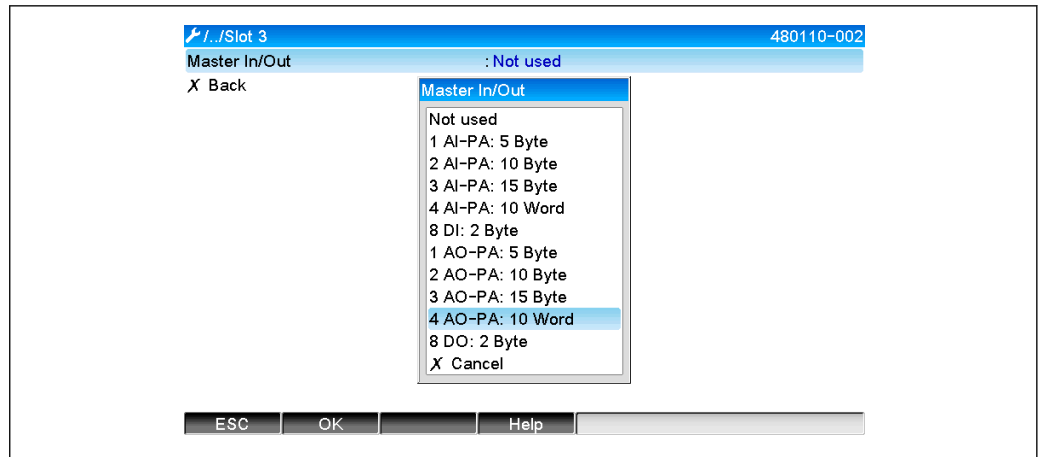 /../Slot 3 480110-002
Master In/Out : Not used
X Back
Master In/Out
Not used
1 AI-PA: 5 Byte
2 AI-PA: 10 Byte
3 AI-PA: 15 Byte
4 AI-PA: 10 Word
8 DI: 2 Byte
1 AO-PA: 5 Byte
2 AO-PA: 10 Byte
3 AO-PA: 15 Byte
4 AO-PA: 10 Word
8 DO: 2 Byte
X Cancel
ESC OK Help